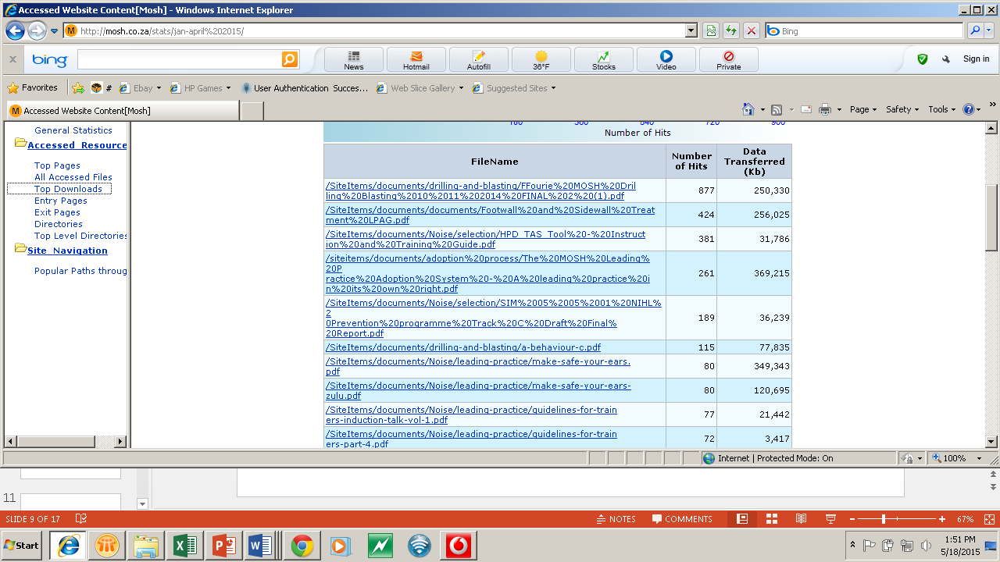 Accessed Website Content[Mosh] - Windows Internet Explorer
http://mosh.co.za/stats/jan-april%202015/
Bing
bing
News
Hotmail
Autofill
36°F
Stocks
Video
Private
Sign in
Favorites
#
Ebay
HP Games
User Authentication Succes...
Web Slice Gallery
Suggested Sites
Accessed Website Content[Mosh]
Page
Safety
Tools
General Statistics
Accessed Resource
Top Pages
All Accessed Files
Top Downloads
Entry Pages
Exit Pages
Directories
Top Level Directories
Site Navigation
Popular Paths throug
180 360 540 720 900
Number of Hits
FileName
Number
of Hits
Data
Transferred
(Kb)
/SiteItems/documents/drilling-and-blasting/FFourie%20MOSH%20Dril
ling%20Blasting%2010%2011%202014%20FINAL%202%20(1).pdf
877 250,330
/SiteItems/documents/documents/Footwall%20and%20Sidewall%20Treat
ment%20LPAG.pdf
424 256,025
/SiteItems/documents/Noise/selection/HPD_TAS_Tool%20-%20Instruct
ion%20and%20Training%20Guide.pdf
381 31,786
/siteitems/documents/adoption%20process/The%20MOSH%20Leading%
20P
ractice%20Adoption%20System%20-%20A%20leading%20practice%20i
n%20its%20own%20right.pdf
261 369,215
/SiteItems/documents/Noise/selection/SIM%2005%2005%2001%20NIHL%
2
0Prevention%20programme%20Track%20C%20Draft%20Final%
20Report.pdf
189 36,239
/SiteItems/documents/drilling-and-blasting/a-behaviour-c.pdf
115 77,835
/SiteItems/documents/Noise/leading-practice/make-safe-your-ears.
pdf
80 349,343
/SiteItems/documents/Noise/leading-practice/make-safe-your-ears-
zulu.pdf
80 120,695
/SiteItems/documents/Noise/leading-practice/guidelines-for-train
ers-induction-talk-vol-1.pdf
77 21,442
/SiteItems/documents/Noise/leading-practice/guidelines-for-train
ers-part-4.pdf
72 3,417
Internet | Protected Mode: On
100%
11
SLIDE 9 OF 17
NOTES
COMMENTS
67%
Start
1:51 PM
5/18/2015